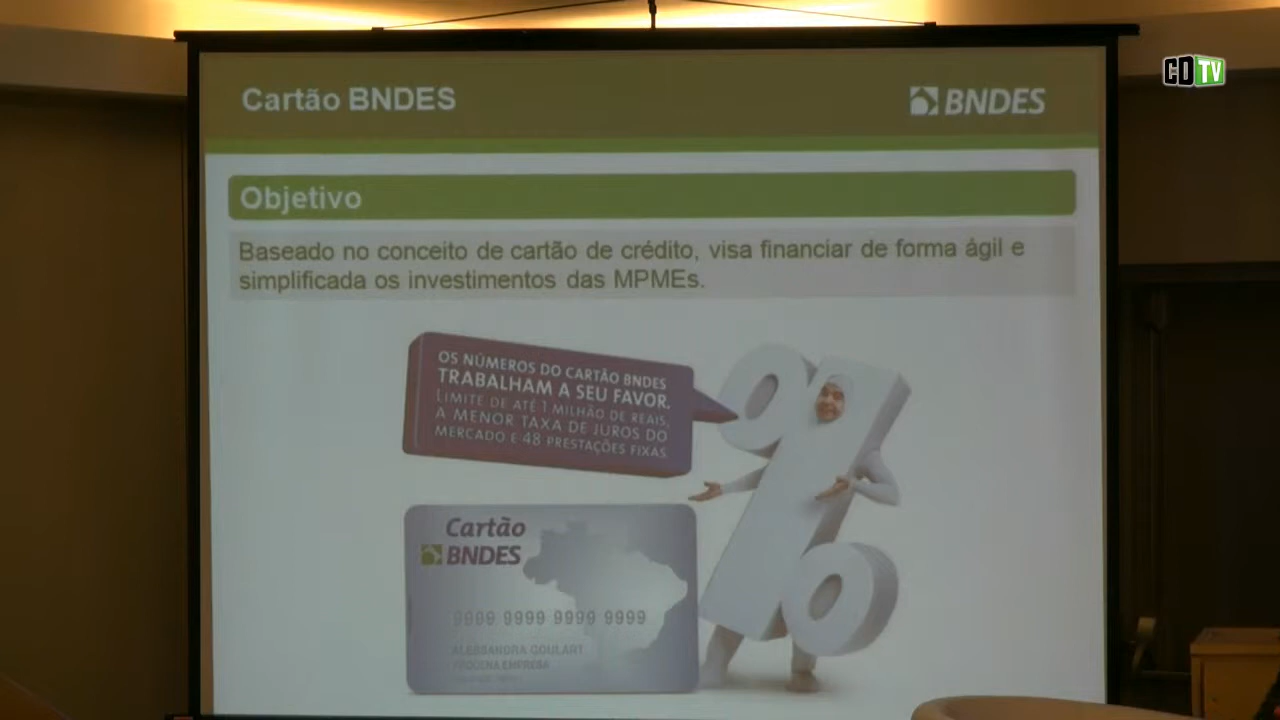 CDTV
Cartão BNDES
BNDES
Objetivo
Baseado no conceito de cartão de crédito, visa financiar de forma ágil e
simplificada os investimentos das MPMEs.
OS NÚMEROS DO CARTÃO BNDES
TRABALHAM A SEU FAVOR.
LIMITE DE ATÉ 1 MILHÃO DE REAIS,
A MENOR TAXA DE JUROS DO
MERCADO E 48 PRESTAÇÕES FIXAS.
%
Cartão
BNDES
9999 9999 9999 9999
ALESSANDRA GOULART
EMPRESA